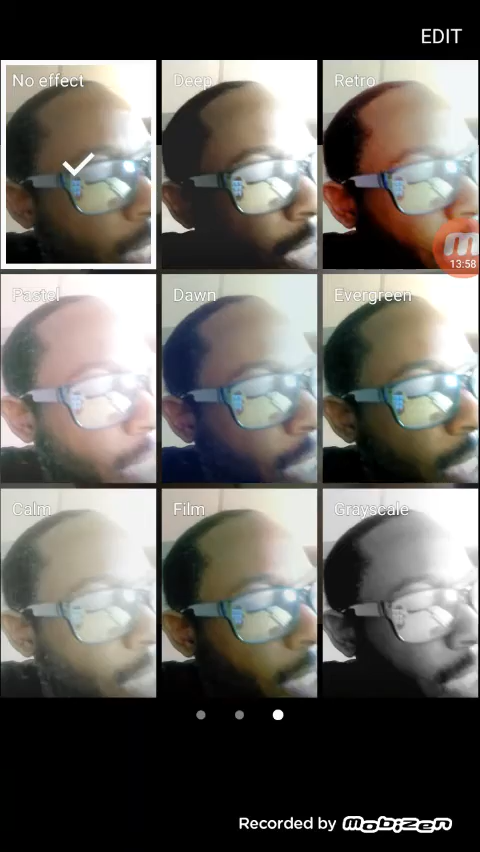 EDIT
No effect
Deep
Retro
13:58
Pastel
Dawn
Evergreen
Calm
Film
Grayscale
Recorded by mobizen